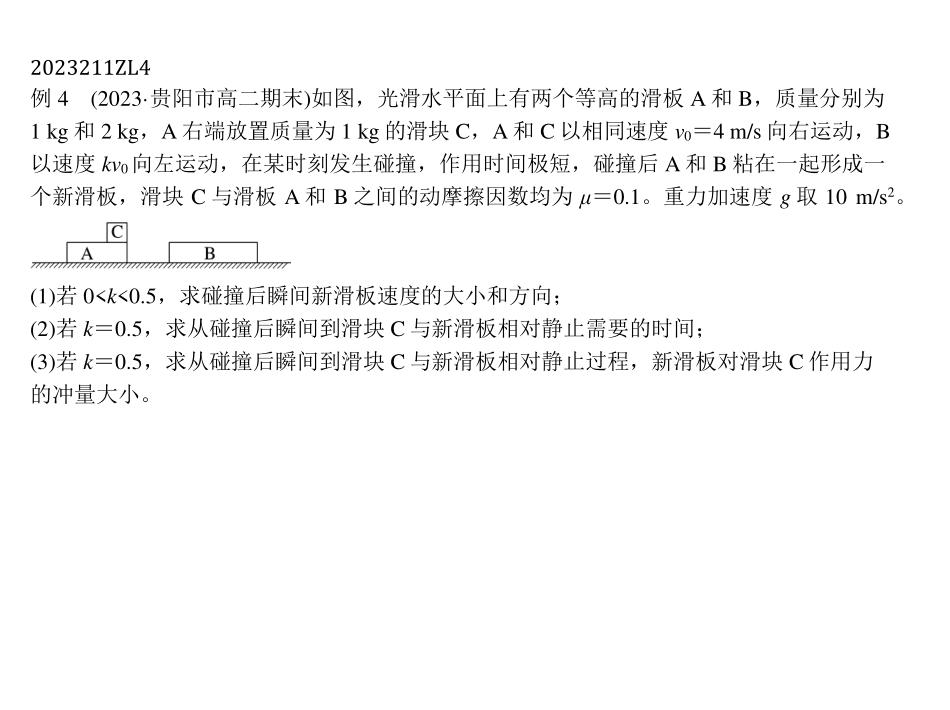 2023211ZL4
例 4　(2023·贵阳市高二期末)如图，光滑水平面上有两个等高的滑板 A 和 B，质量分别为
1 kg 和 2 kg，A 右端放置质量为 1 kg 的滑块 C，A 和 C 以相同速度 v₀＝4 m/s 向右运动，B
以速度 kv₀ 向左运动，在某时刻发生碰撞，作用时间极短，碰撞后 A 和 B 粘在一起形成一
个新滑板，滑块 C 与滑板 A 和 B 之间的动摩擦因数均为 μ＝0.1。重力加速度 g 取 10 m/s²。
C
A B
(1)若 0<k<0.5，求碰撞后瞬间新滑板速度的大小和方向；
(2)若 k＝0.5，求从碰撞后瞬间到滑块 C 与新滑板相对静止需要的时间；
(3)若 k＝0.5，求从碰撞后瞬间到滑块 C 与新滑板相对静止过程，新滑板对滑块 C 作用力
的冲量大小。